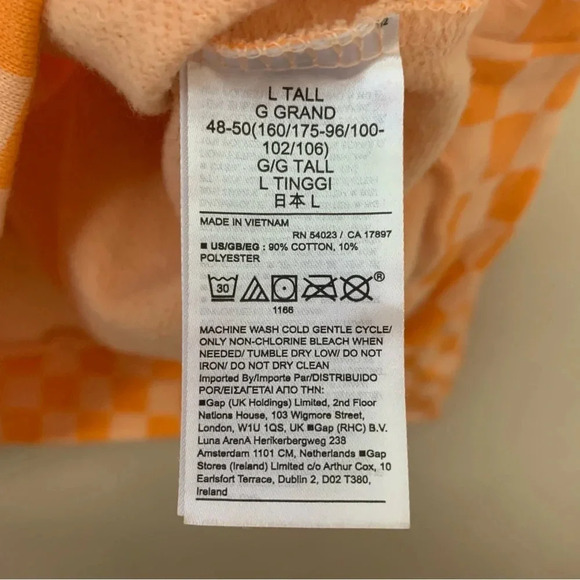 L TALL
G GRAND
48-50(160/175-96/100-
102/106)
G/G TALL
L TINGGI
日本 L
MADE IN VIETNAM
RN 54023 / CA 17897
■ US/GB/EG : 90% COTTON, 10%
POLYESTER
30
®
1166
MACHINE WASH COLD GENTLE CYCLE/
ONLY NON-CHLORINE BLEACH WHEN
NEEDED/ TUMBLE DRY LOW/ DO NOT
IRON/ DO NOT DRY CLEAN
Imported By/Importe Par/DISTRIBUIDO
POR/ΕΙΣΑΓΕΤΑΙ ΑΠΟ ΤΗΝ:
■Gap (UK Holdings) Limited, 2nd Floor
Nations House, 103 Wigmore Street,
London, W1U 1QS, UK ■Gap (RHC) B.V.
Luna ArenA Herikerbergweg 238
Amsterdam 1101 CM, Netherlands ■Gap
Stores (Ireland) Limited c/o Arthur Cox, 10
Earlsfort Terrace, Dublin 2, D02 T380,
Ireland